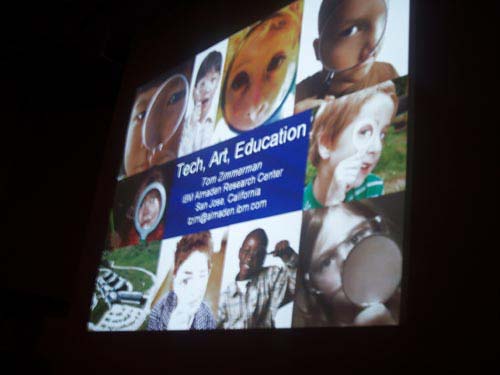 Tech, Art, Education
Tom Zimmerman
IBM Almaden Research Center
San Jose, California
tzim@almaden.ibm.com